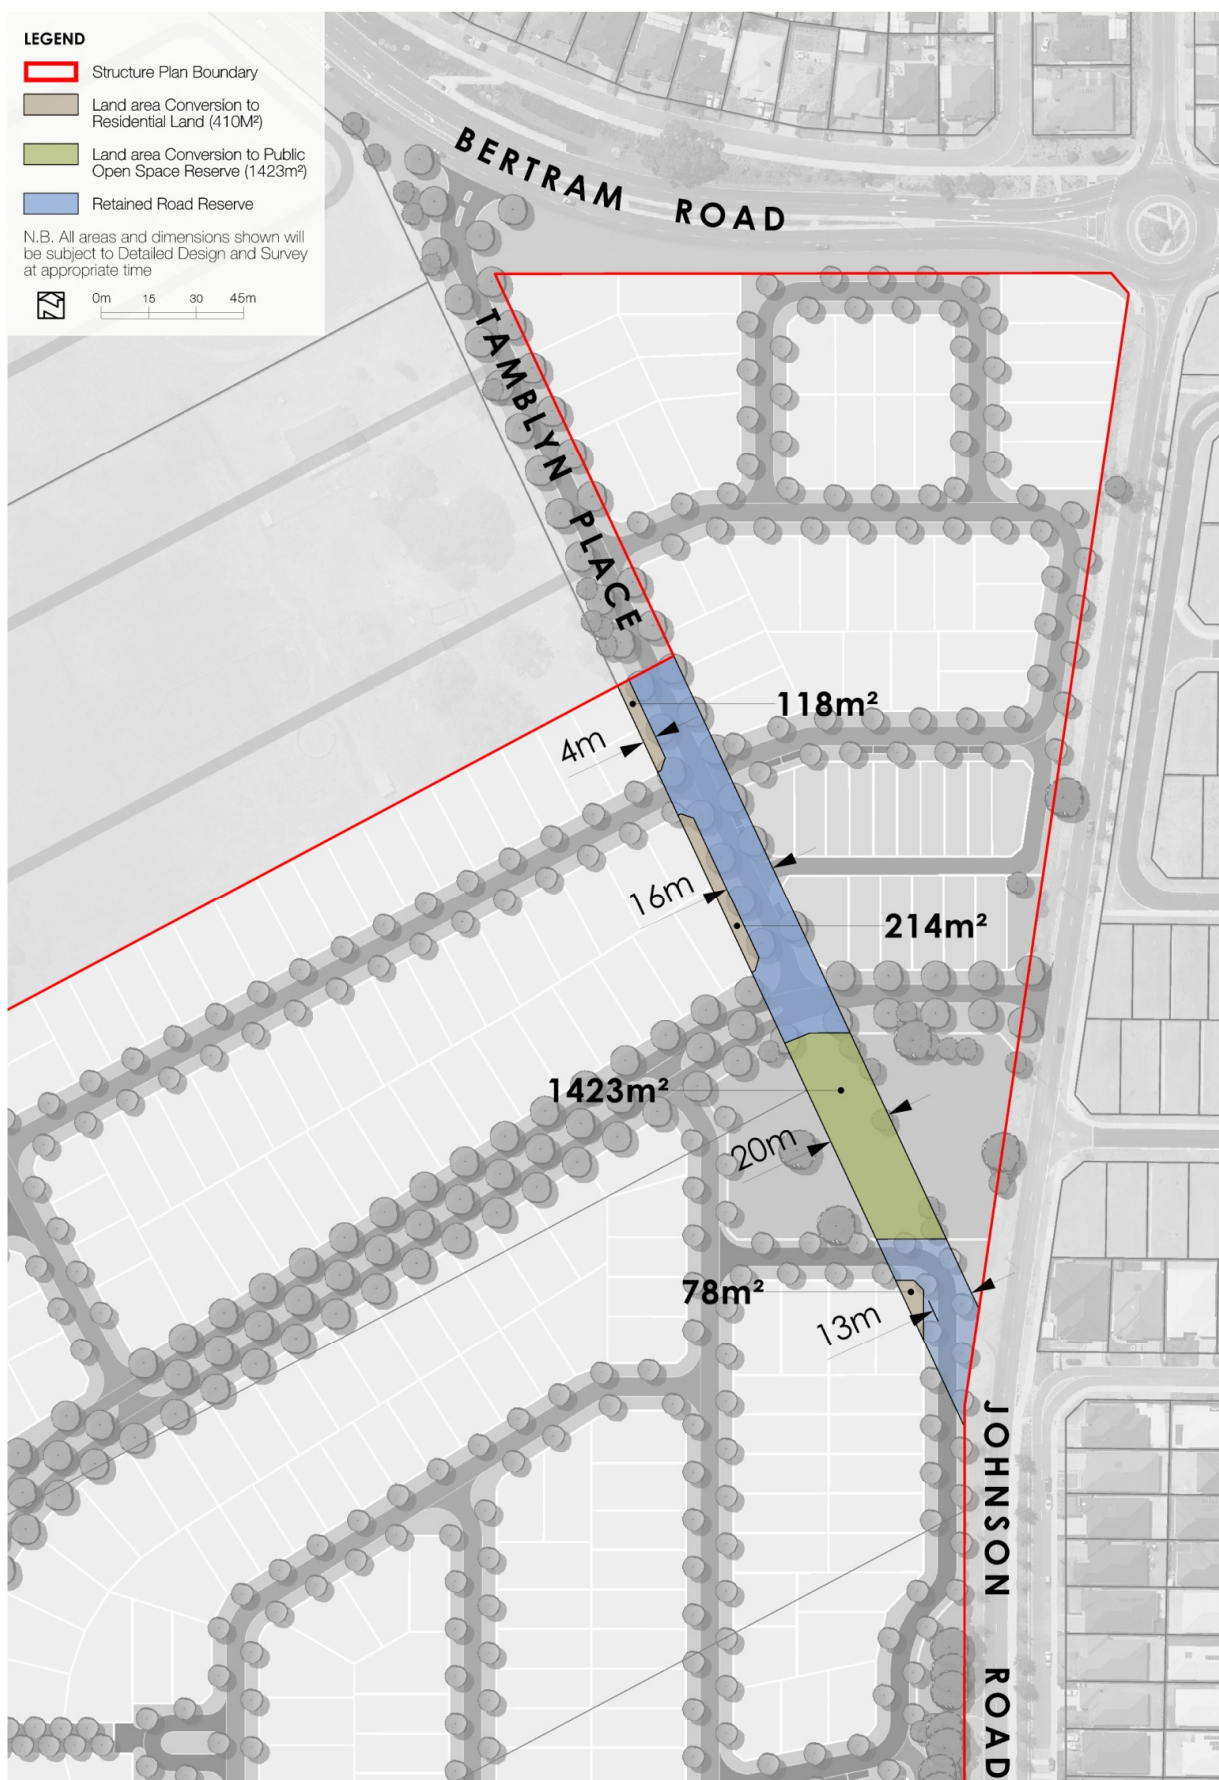 LEGEND
Structure Plan Boundary
Land area Conversion to
Residential Land (410M²)
Land area Conversion to Public
Open Space Reserve (1423m²)
Retained Road Reserve
N.B. All areas and dimensions shown will
be subject to Detailed Design and Survey
at appropriate time
N
0m 15 30 45m
BERTRAM ROAD
TAMBLYN PLACE
118m²
4m
16m
214m²
1423m²
20m
78m²
13m
JOHNSON ROAD